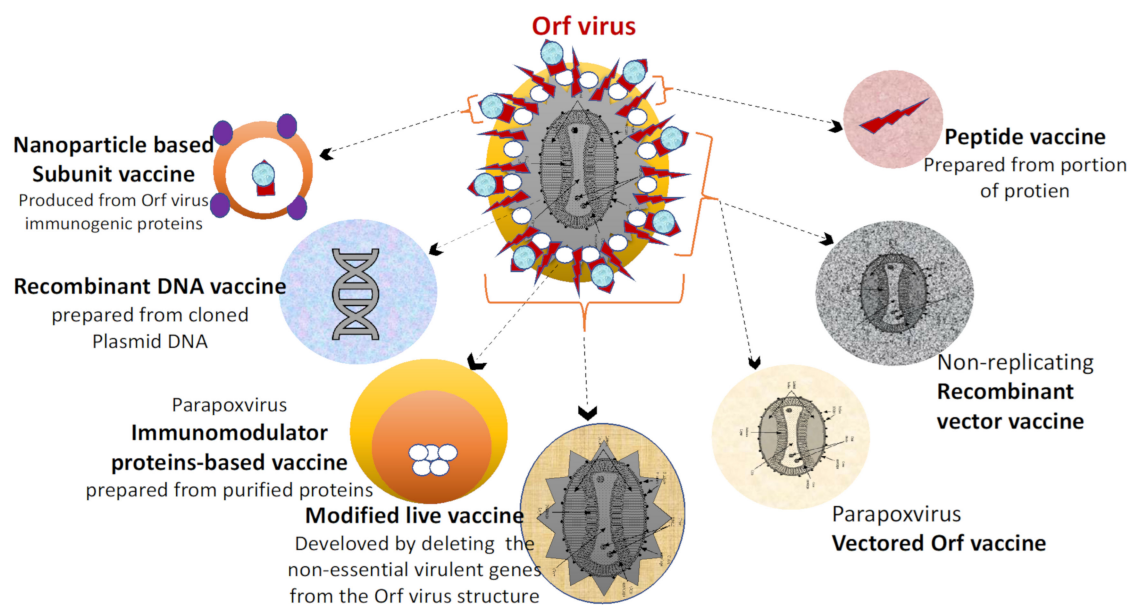 Orf virus
Nanoparticle based
Subunit vaccine
Produced from Orf virus
immunogenic proteins
Peptide vaccine
Prepared from portion
of protien
Recombinant DNA vaccine
prepared from cloned
Plasmid DNA
Non-replicating
Recombinant
vector vaccine
Parapoxvirus
Immunomodulator
proteins-based vaccine
prepared from purified proteins
Modified live vaccine
Develoved by deleting the
non-essential virulent genes
from the Orf virus structure
Parapoxvirus
Vectored Orf vaccine